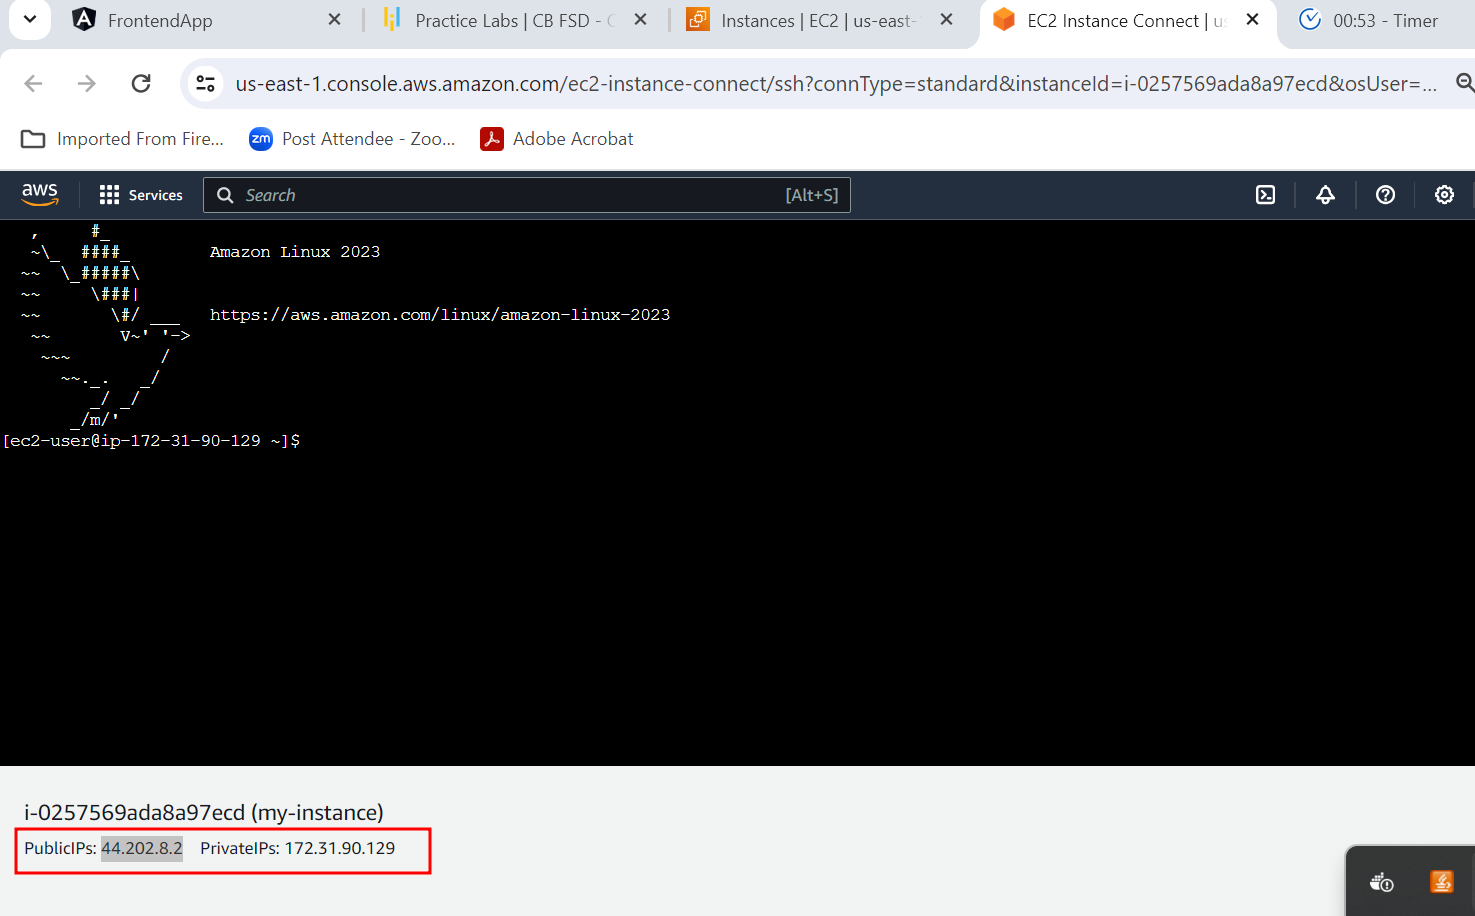 FrontendApp
Practice Labs | CB FSD -
Instances | EC2 | us-east-
EC2 Instance Connect | us
00:53 - Timer
us-east-1.console.aws.amazon.com/ec2-instance-connect/ssh?connType=standard&instanceId=i-0257569ada8a97ecd&osUser=...
Imported From Fire...
zm
Post Attendee - Zoo...
Adobe Acrobat
aws
Services
Search
[Alt+S]
   ,     #_
   ~\_  ####_        Amazon Linux 2023
  ~~  \_#####\
  ~~     \###|
  ~~       \#/ ___   https://aws.amazon.com/linux/amazon-linux-2023
   ~~       V~' '->
    ~~~         /
      ~~._.   _/
         _/ _/
       _/m/'
[ec2-user@ip-172-31-90-129 ~]$
i-0257569ada8a97ecd (my-instance)
PublicIPs: 44.202.8.2 PrivateIPs: 172.31.90.129